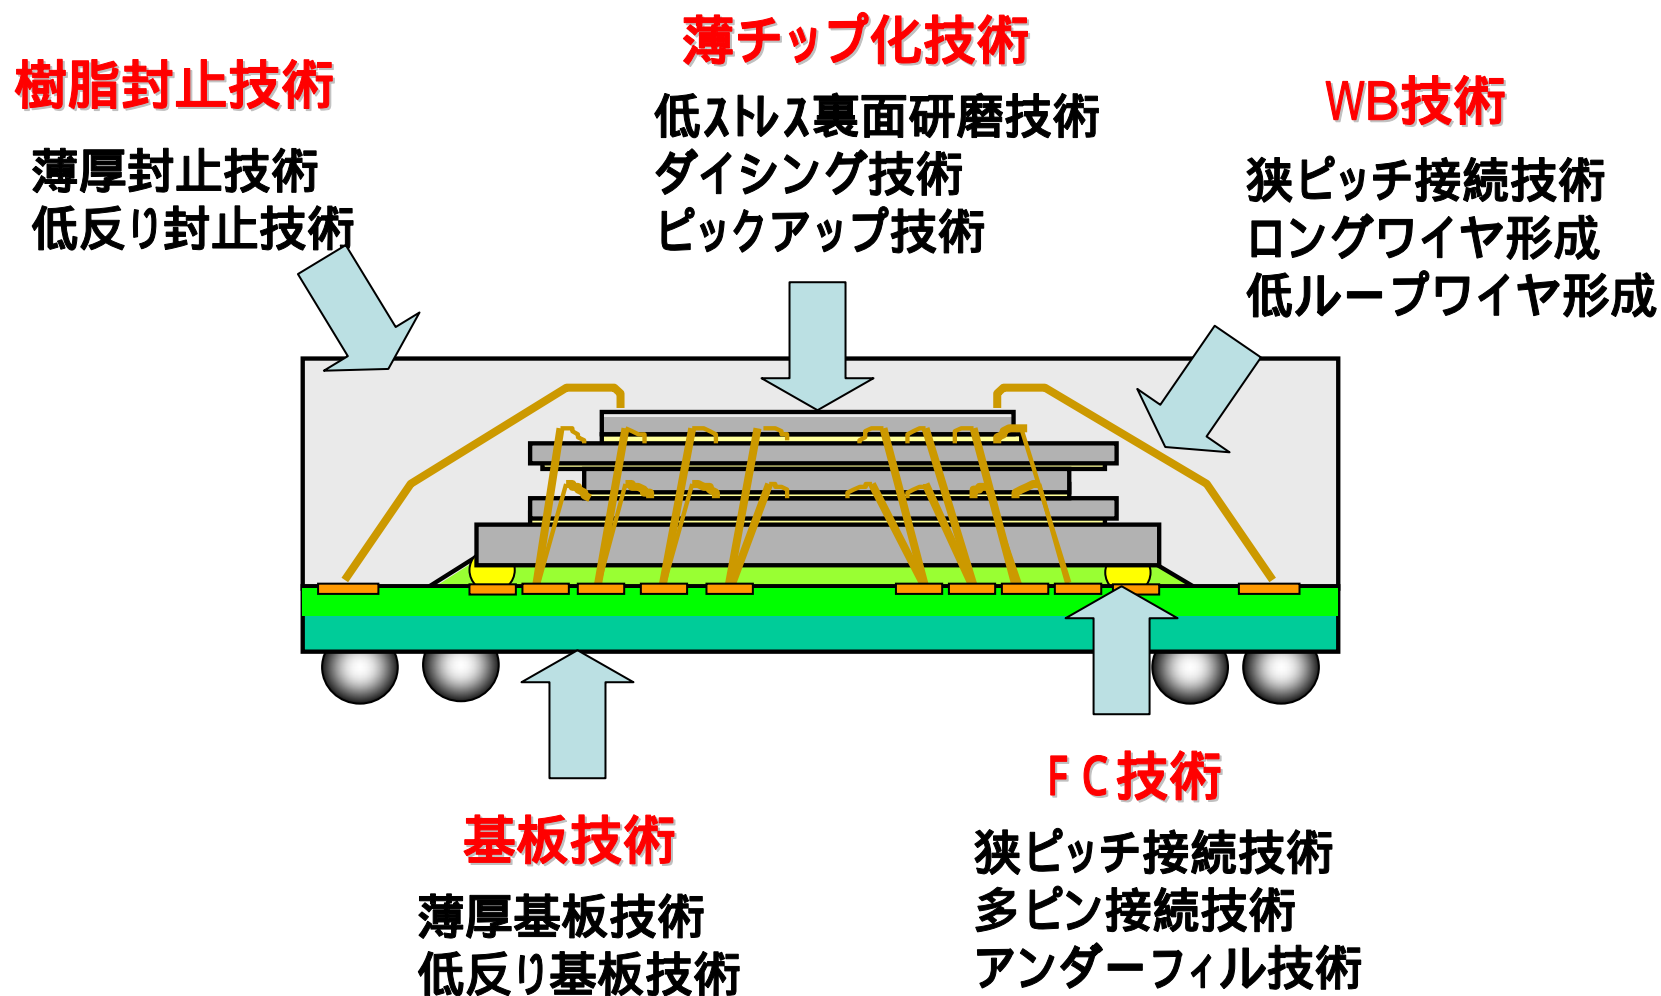 樹脂封止技術
薄厚封止技術
低反り封止技術
薄チップ化技術
低ｽﾄﾚｽ裏面研磨技術
ダイシング技術
ピックアップ技術
WB技術
狭ピッチ接続技術
ロングワイヤ形成
低ループワイヤ形成
基板技術
薄厚基板技術
低反り基板技術
ＦＣ技術
狭ピッチ接続技術
多ピン接続技術
アンダーフィル技術